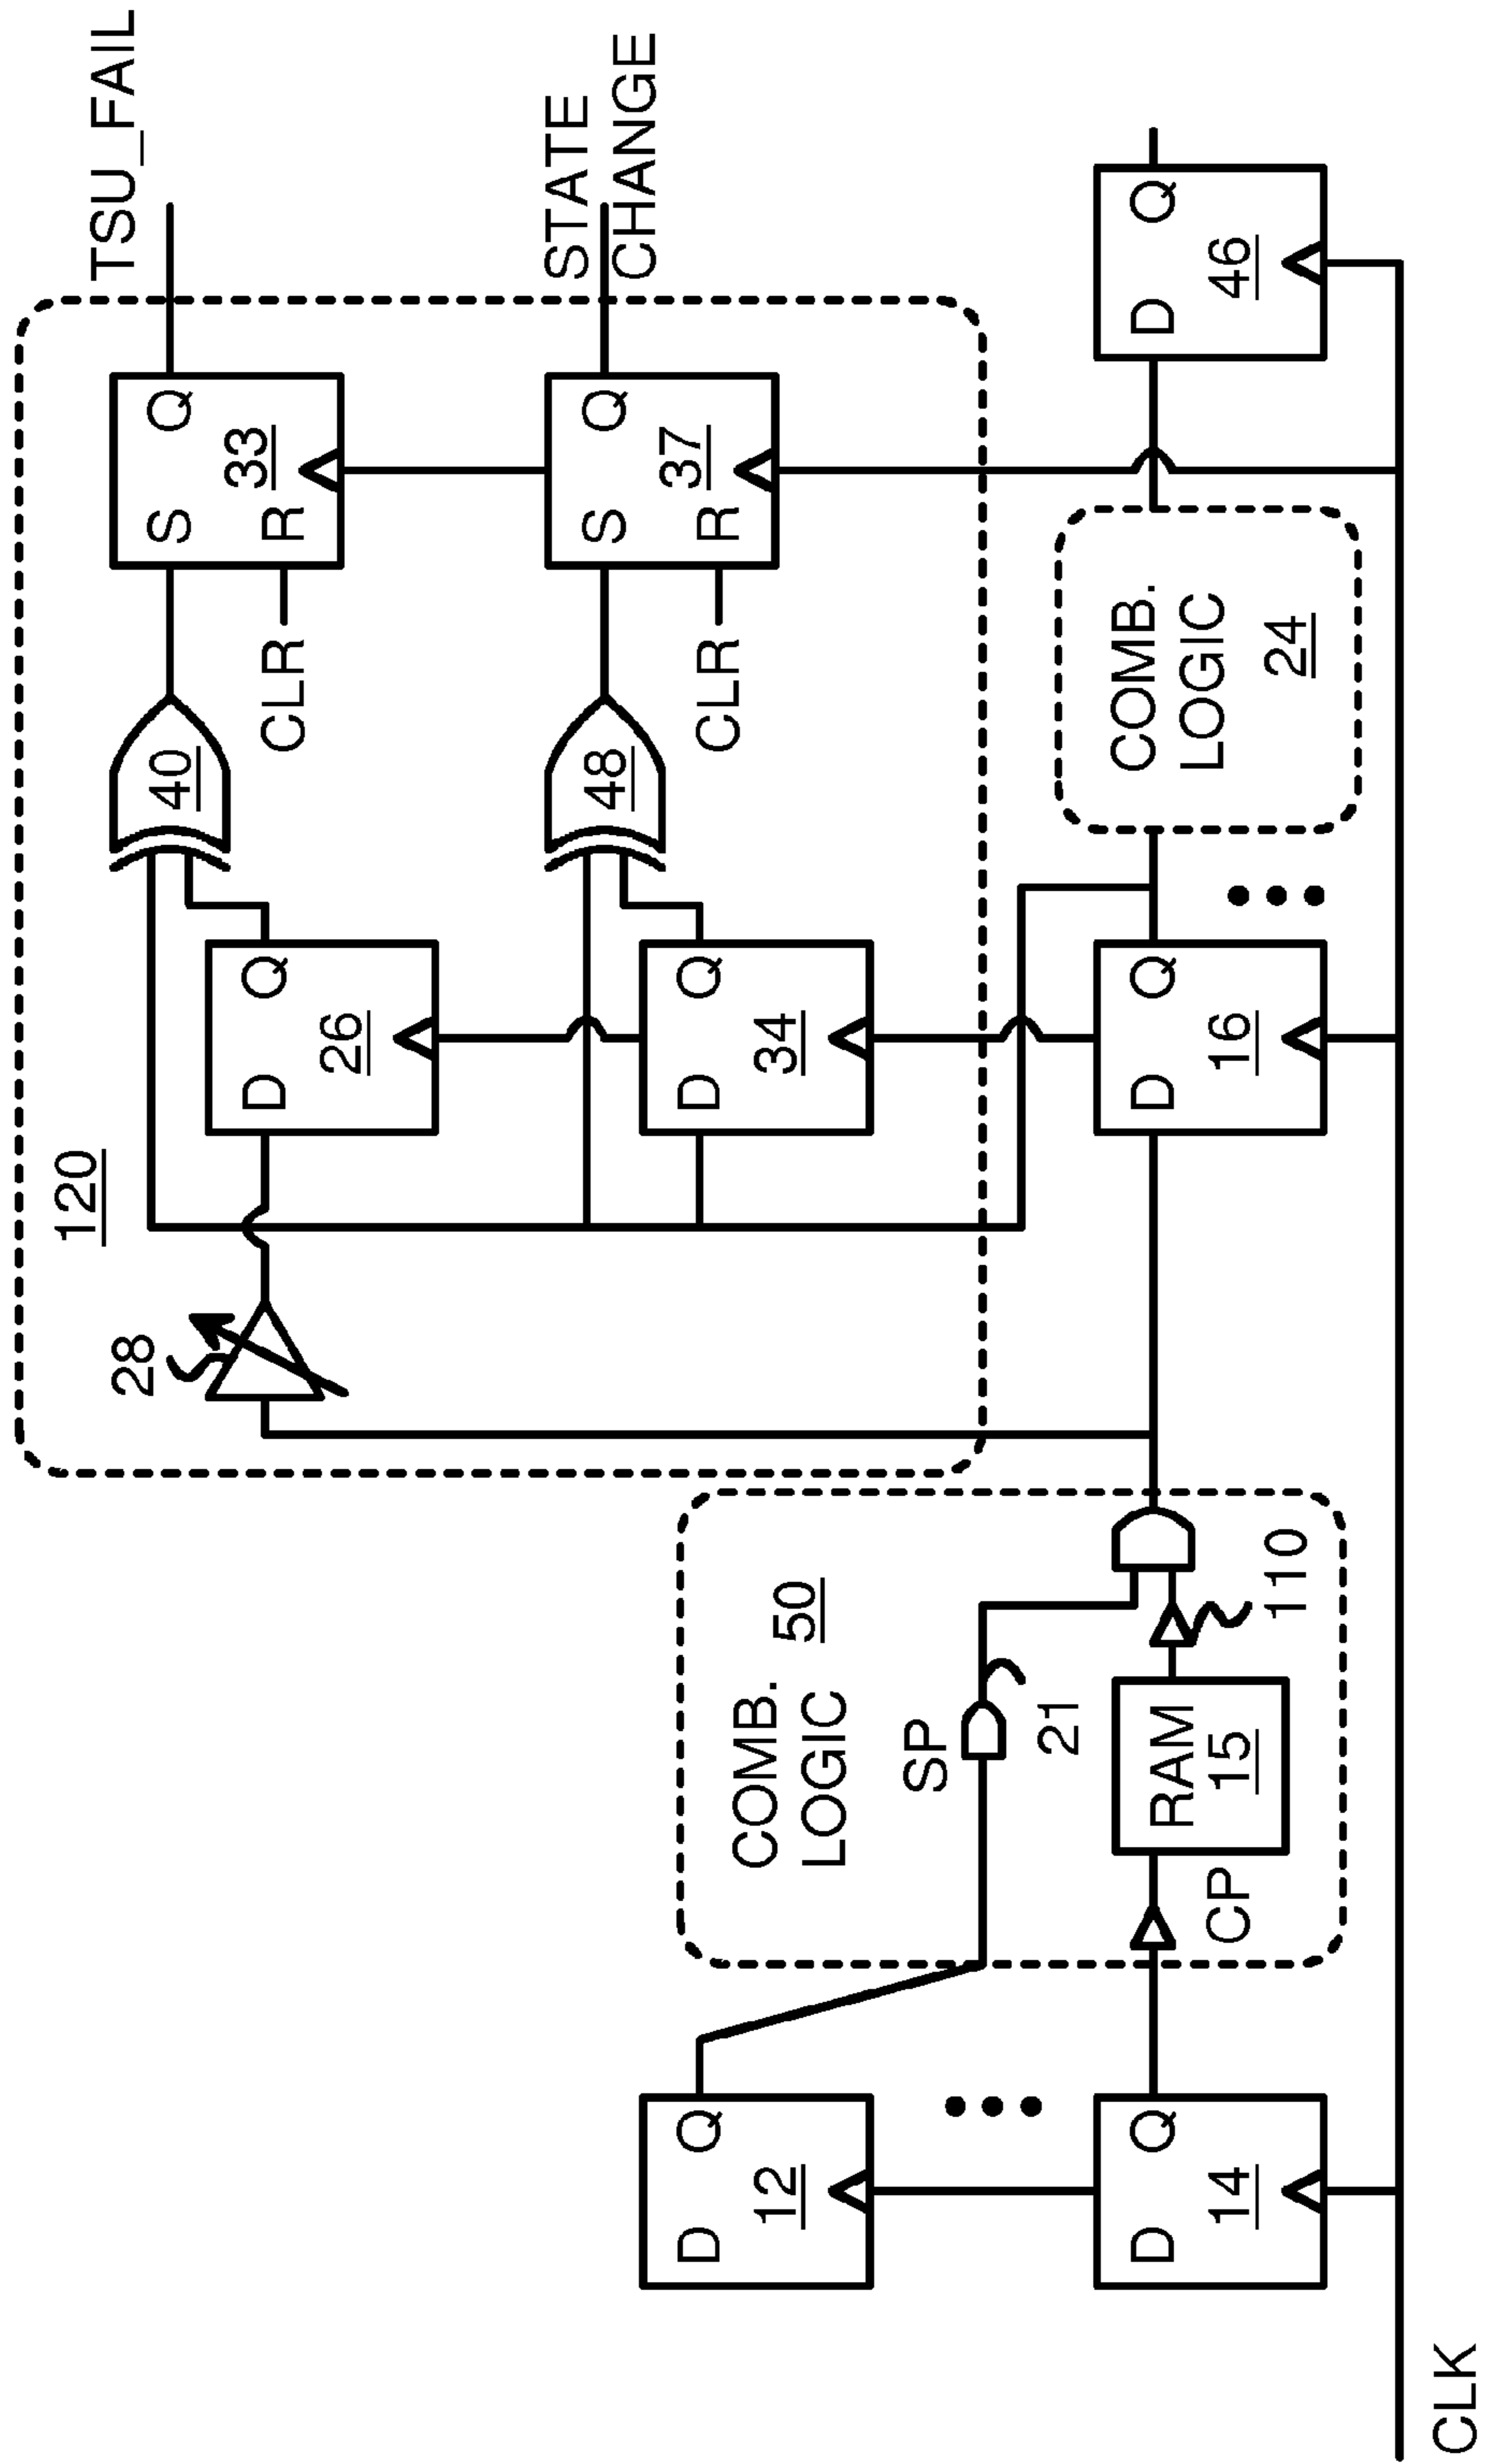 TSU_FAIL
120
28
D
Q
26
40
S
Q
33
R
CLR
STATE
CHANGE
D
Q
34
48
S
Q
37
R
CLR
D
Q
12
COMB.
LOGIC
50
SP
21
D
Q
14
CP
RAM
15
110
D
Q
16
COMB.
LOGIC
24
D
Q
46
CLK